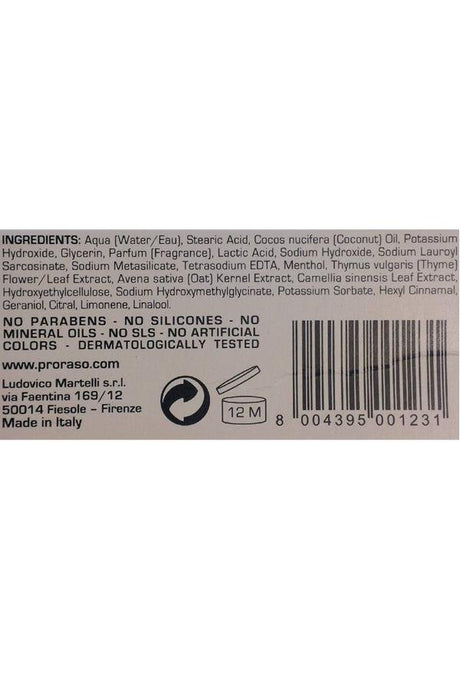 INGREDIENTS: Aqua (Water/Eau), Stearic Acid, Cocos nucifera (Coconut) Oil, Potassium
Hydroxide, Glycerin, Parfum (Fragrance), Lactic Acid, Sodium Hydroxide, Sodium Lauroyl
Sarcosinate, Sodium Metasilicate, Tetrasodium EDTA, Menthol, Thymus vulgaris (Thyme)
Flower/Leaf Extract, Avena sativa (Oat) Kernel Extract, Camellia sinensis Leaf Extract,
Hydroxyethylcellulose, Sodium Hydroxymethylglycinate, Potassium Sorbate, Hexyl Cinnamal,
Geraniol, Citral, Limonene, Linalool.
NO PARABENS - NO SILICONES - NO
MINERAL OILS - NO SLS - NO ARTIFICIAL
COLORS - DERMATOLOGICALLY TESTED
www.proraso.com
Ludovico Martelli s.r.l.
via Faentina 169/12
50014 Fiesole - Firenze
Made in Italy
12 M
8 004395 001231